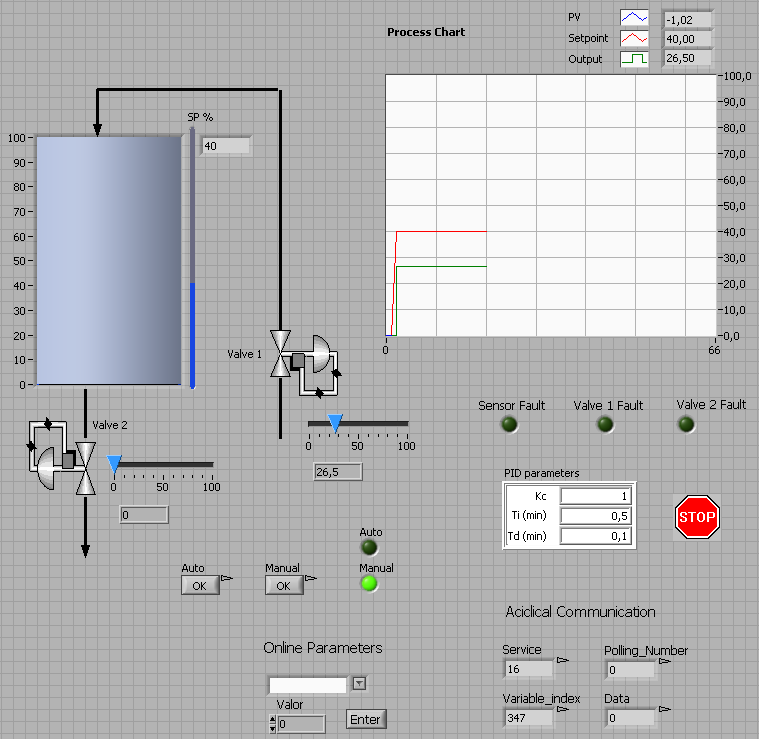 Process Chart
PV -1,02
Setpoint 40,00
Output 26,50
100,0
90,0
80,0
70,0
60,0
50,0
40,0
30,0
20,0
10,0
0,0
0 66
SP %
40
100
90
80
70
60
50
40
30
20
10
0
Valve 1
0 50 100
26,5
Valve 2
0 50 100
0
Sensor Fault Valve 1 Fault Valve 2 Fault
PID parameters
Kc 1
Ti (min) 0,5
Td (min) 0,1
STOP
Auto
Manual
Auto
OK
Manual
OK
Aciclical Communication
Service
16
Polling_Number
0
Variable_index
347
Data
0
Online Parameters
Valor
0
Enter